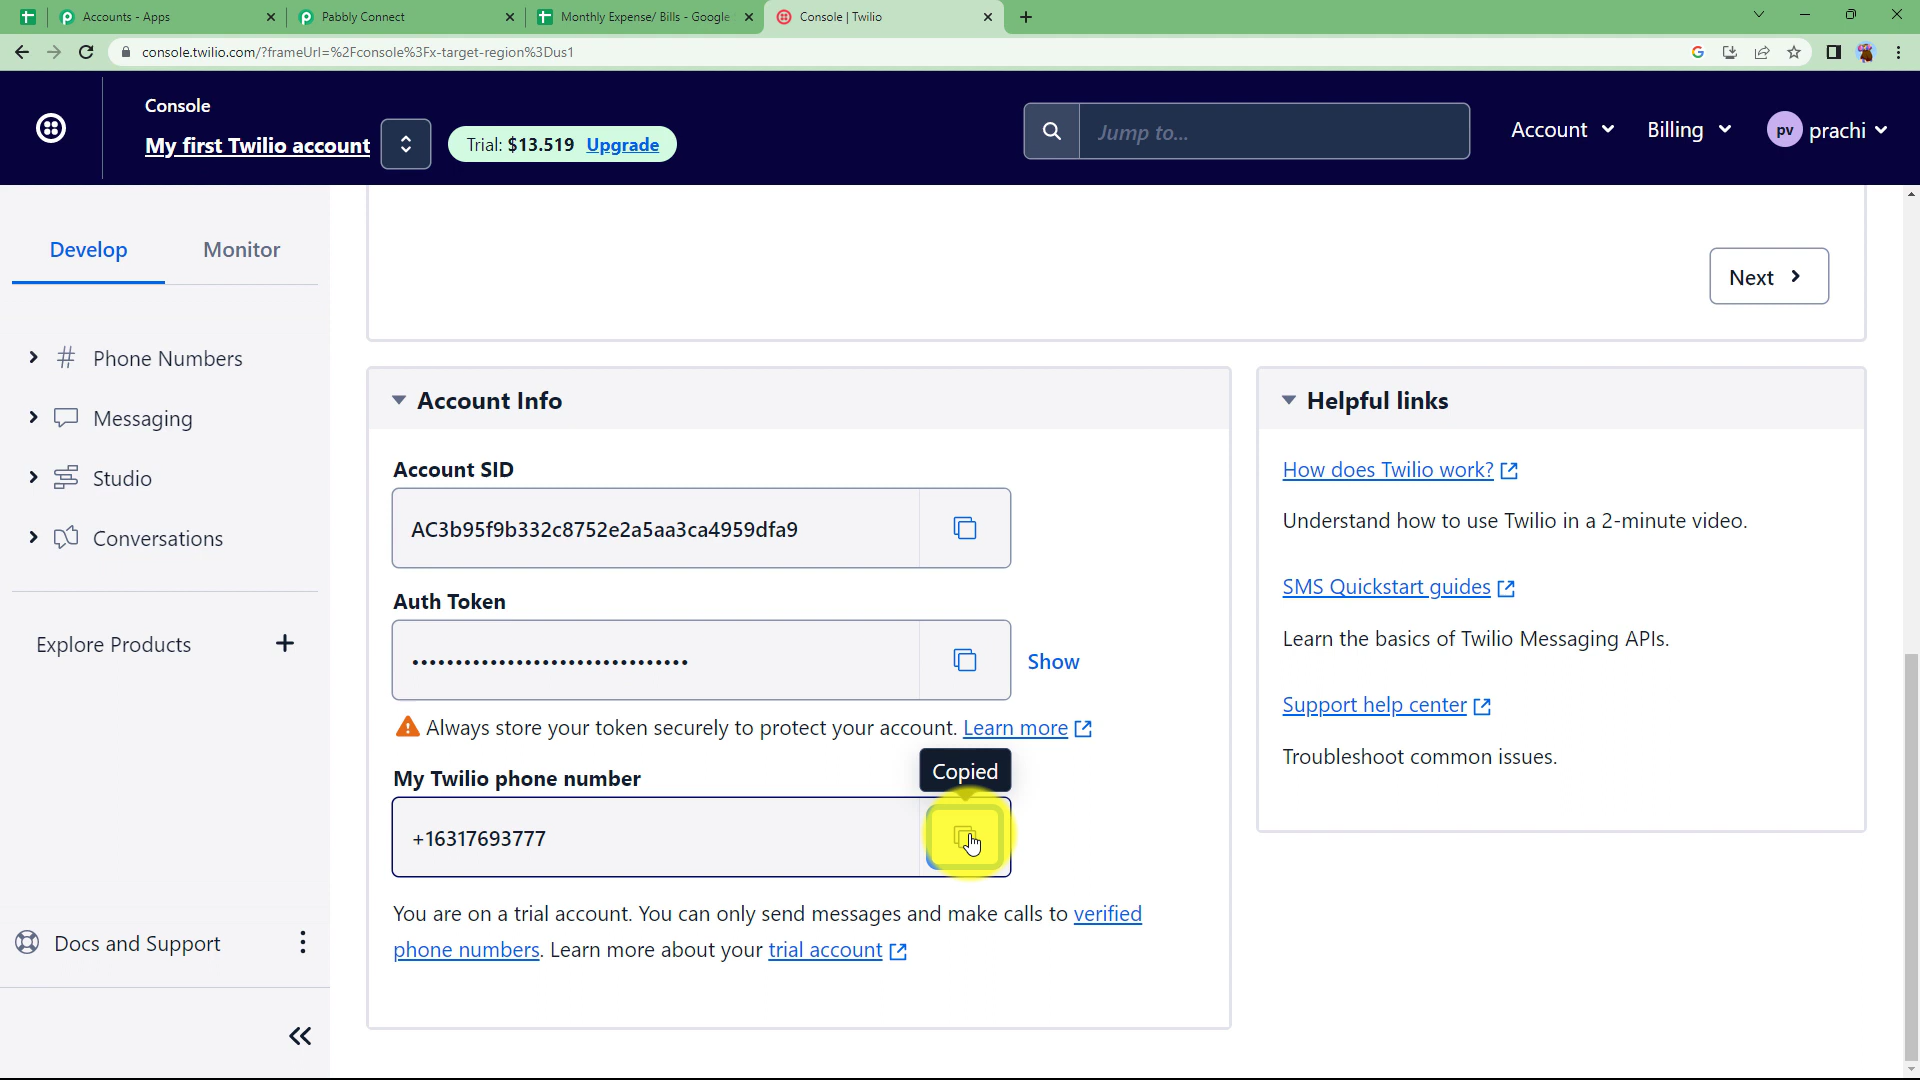 Accounts - Apps
Pabbly Connect
Monthly Expense/ Bills - Google
Console | Twilio
console.twilio.com/?frameUrl=%2Fconsole%3Fx-target-region%3Dus1
Console
My first Twilio account
Trial: $13.519 Upgrade
Jump to...
Account
Billing
pv
prachi
Develop
Monitor
Phone Numbers
Messaging
Studio
Conversations
Explore Products
Docs and Support
Next
Account Info
Account SID
AC3b95f9b332c8752e2a5aa3ca4959dfa9
Auth Token
••••••••••••••••••••••••••••••••
Show
Always store your token securely to protect your account. Learn more
Copied
My Twilio phone number
+16317693777
You are on a trial account. You can only send messages and make calls to verified
phone numbers. Learn more about your trial account
Helpful links
How does Twilio work?
Understand how to use Twilio in a 2-minute video.
SMS Quickstart guides
Learn the basics of Twilio Messaging APIs.
Support help center
Troubleshoot common issues.